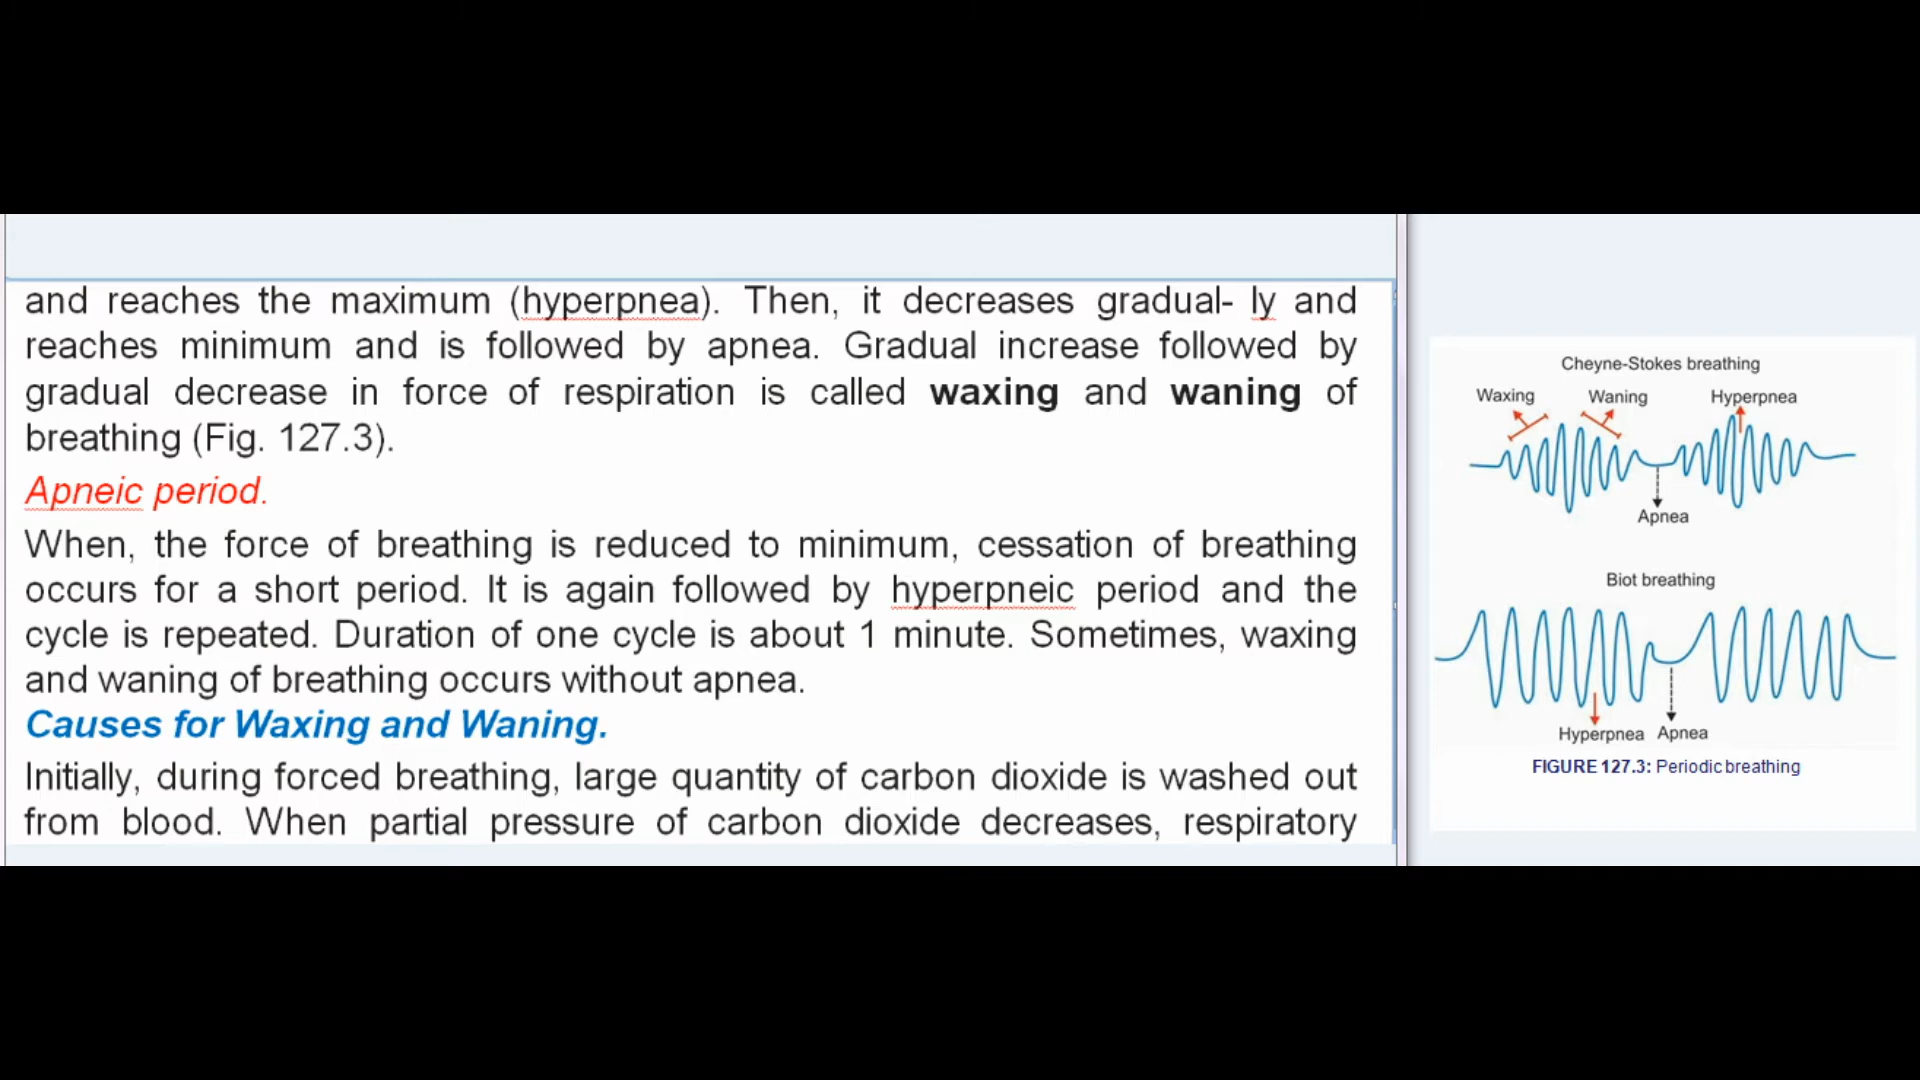 and reaches the maximum (hyperpnea). Then, it decreases gradual- ly and
reaches minimum and is followed by apnea. Gradual increase followed by
gradual decrease in force of respiration is called waxing and waning of
breathing (Fig. 127.3).
Apneic period.
When, the force of breathing is reduced to minimum, cessation of breathing
occurs for a short period. It is again followed by hyperpneic period and the
cycle is repeated. Duration of one cycle is about 1 minute. Sometimes, waxing
and waning of breathing occurs without apnea.
Causes for Waxing and Waning.
Initially, during forced breathing, large quantity of carbon dioxide is washed out
from blood. When partial pressure of carbon dioxide decreases, respiratory
Cheyne-Stokes breathing
Waxing Waning Hyperpnea
Apnea
Biot breathing
Hyperpnea Apnea
FIGURE 127.3: Periodic breathing